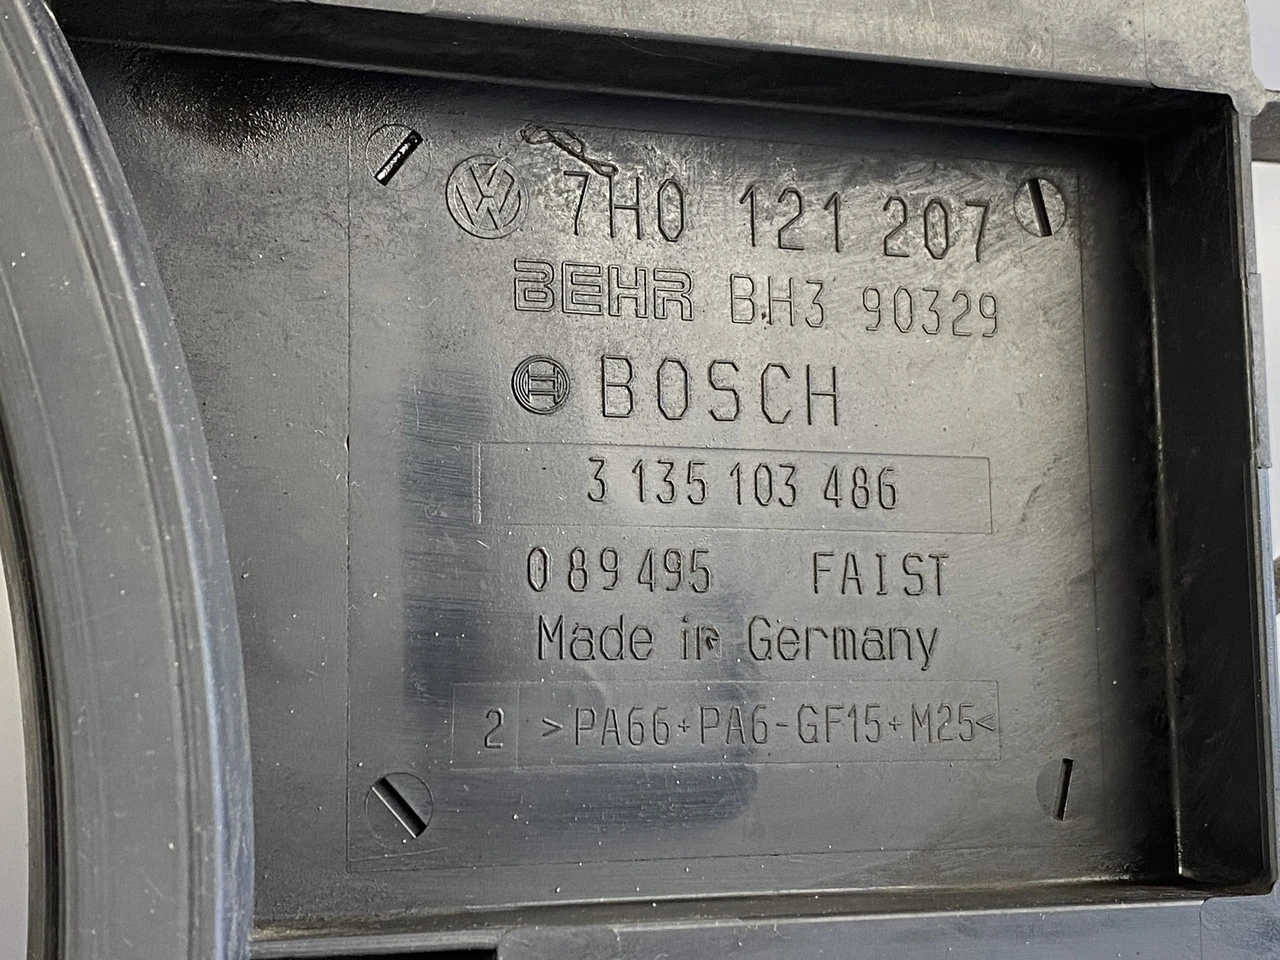 7H0 121 207
BEHR BH3 90329
BOSCH
3 135 103 486
0 89 495 FAIST
Made in Germany
2 >PA66+PA6-GF15+M25<